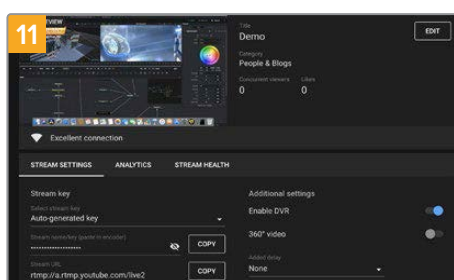 11
EVIEW
Title
Demo
EDIT
Category
People & Blogs
Concurrent viewers Likes
0 0
Excellent connection
STREAM SETTINGS ANALYTICS STREAM HEALTH
Stream key
Additional settings
Select stream key
Auto-generated key
Enable DVR
Stream name/key (paste in encoder)
COPY
360° video
Stream URL
rtmp://a.rtmp.youtube.com/live2
COPY
Added delay
None